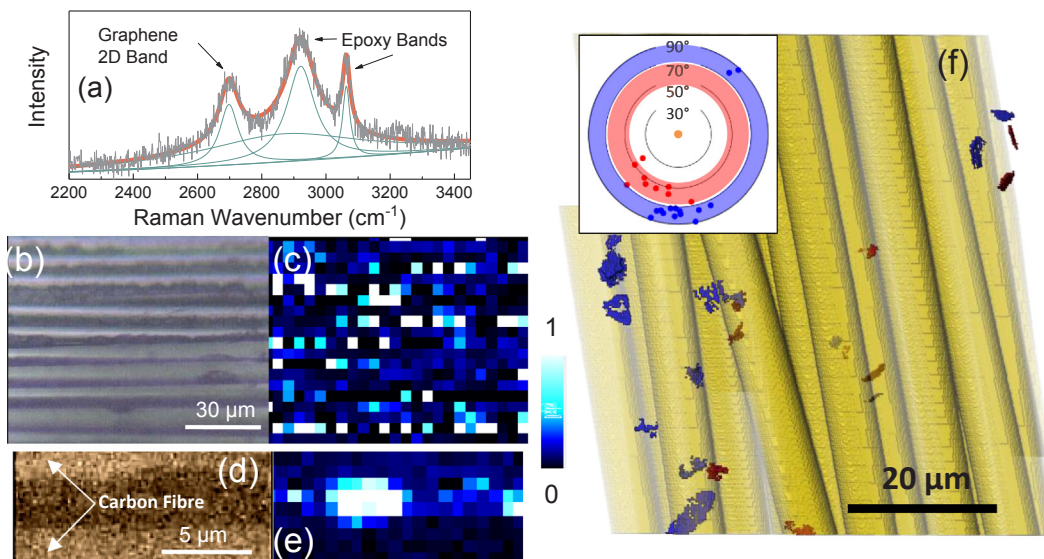 Graphene
2D Band
Epoxy Bands
(a)
Intensity
2200 2400 2600 2800 3000 3200 3400
Raman Wavenumber (cm-1)
(b)
30 µm
(c)
1
0
(d)
Carbon Fibre
5 µm
(e)
90°
70°
50°
30°
(f)
20 µm